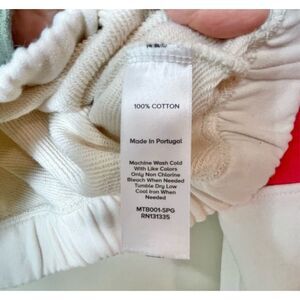 100% COTTON
Made In Portugal
Machine Wash Cold
With Like Colors
Only Non Chlorine
Bleach When Needed
Tumble Dry Low
Cool Iron When
Needed
MTB001-SPG
RN131335